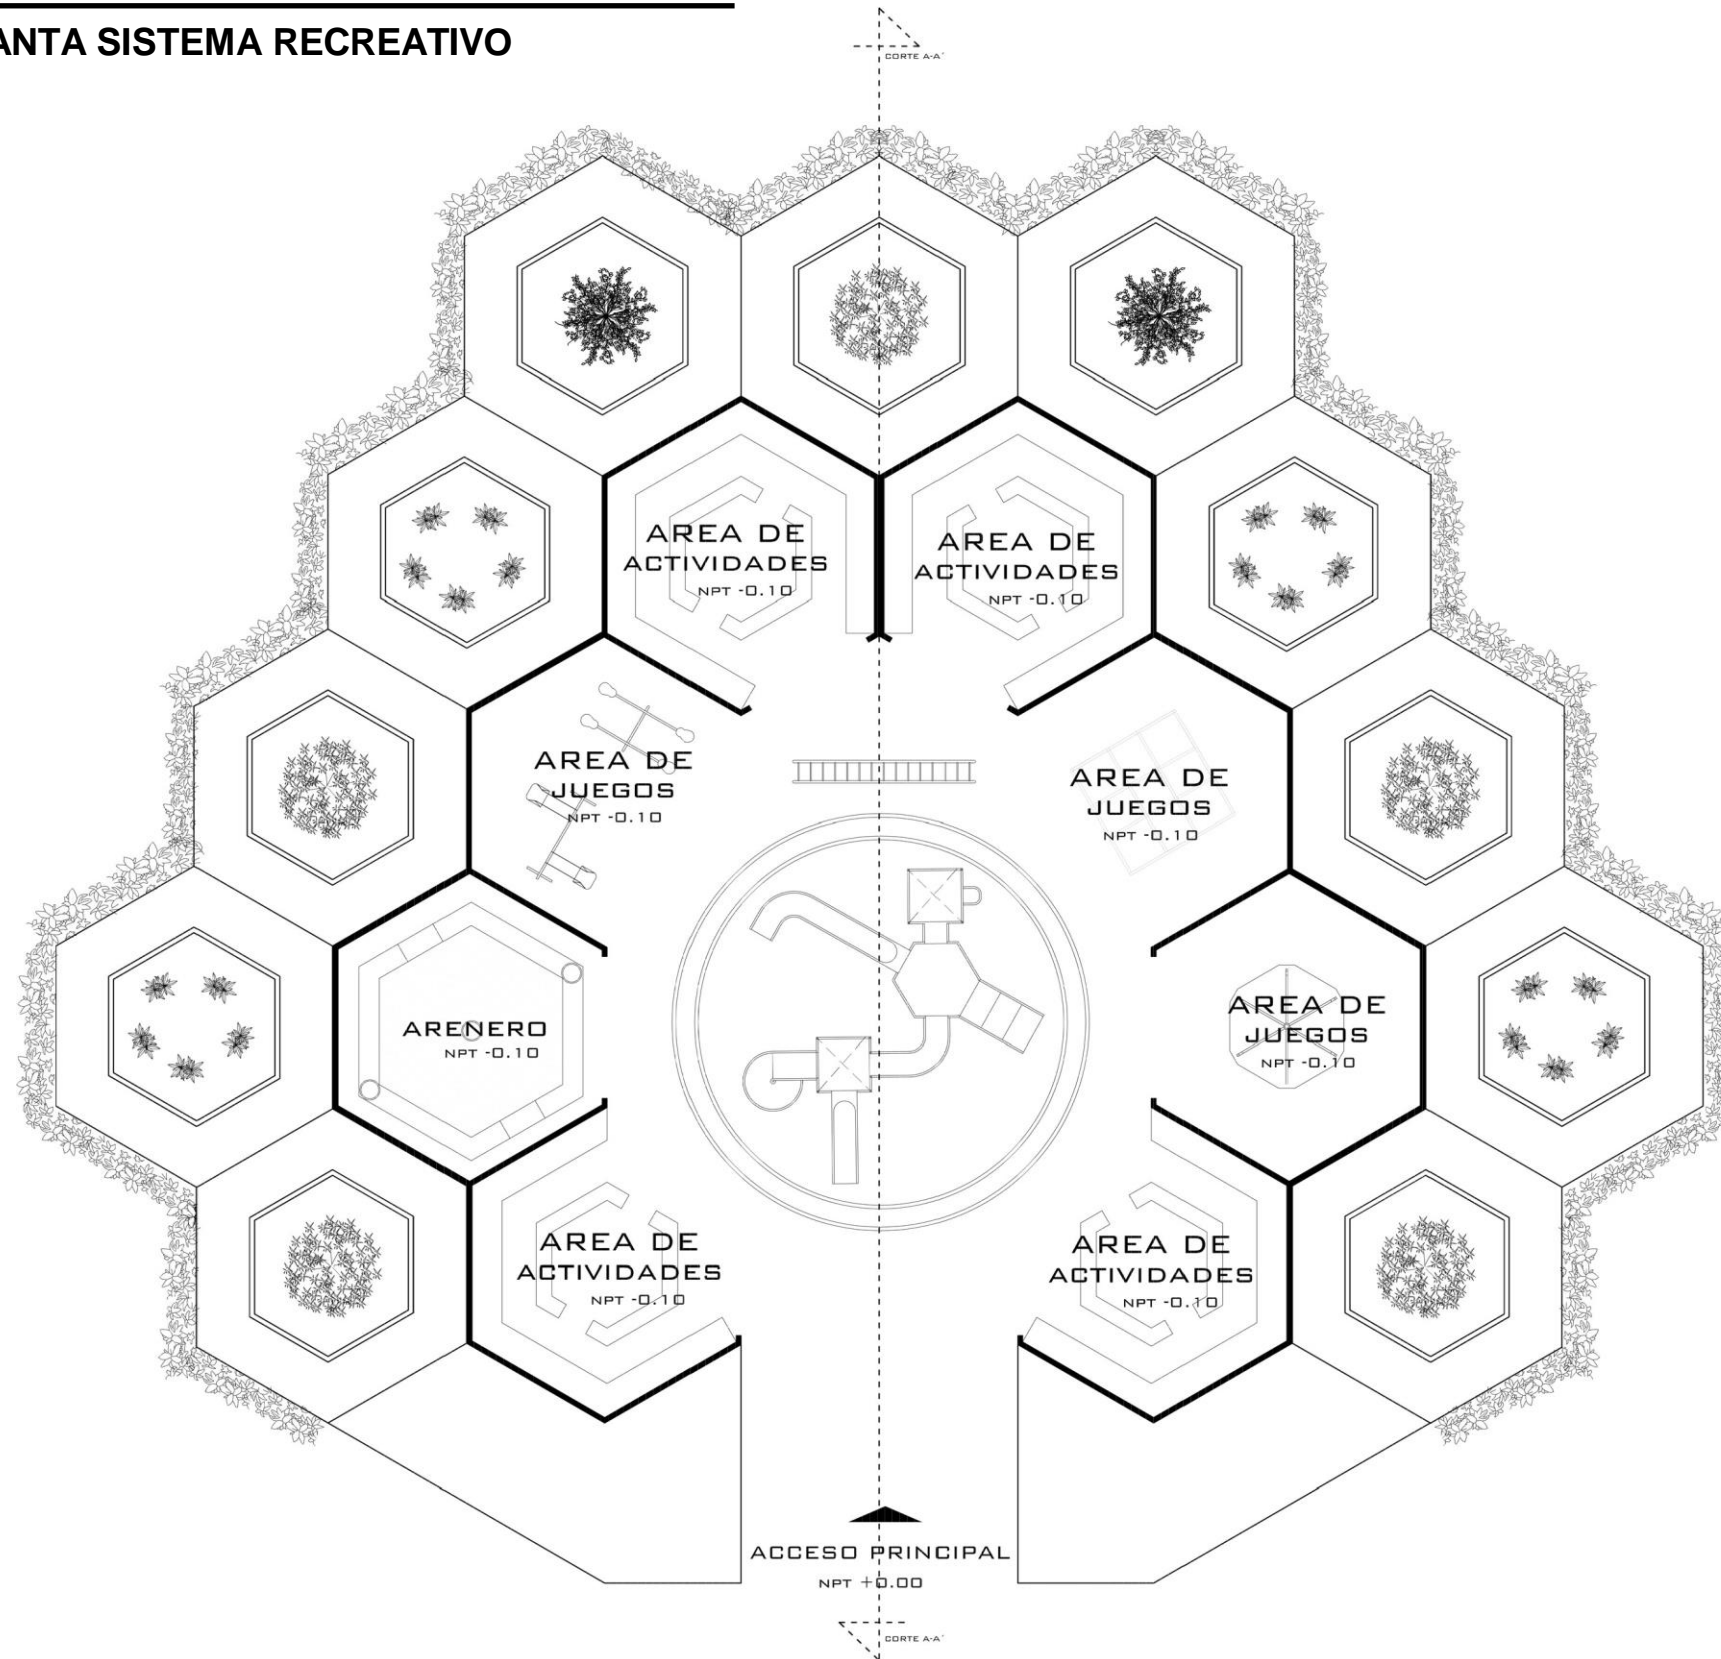 ANTA SISTEMA RECREATIVO
CORTE A-A'
AREA DE
ACTIVIDADES
NPT -0.10
AREA DE
ACTIVIDADES
NPT -0.10
AREA DE
JUEGOS
NPT -0.10
AREA DE
JUEGOS
NPT -0.10
ARENERO
NPT -0.10
AREA DE
JUEGOS
NPT -0.10
AREA DE
ACTIVIDADES
NPT -0.10
AREA DE
ACTIVIDADES
NPT -0.10
ACCESO PRINCIPAL
NPT +0.00
CORTE A-A'